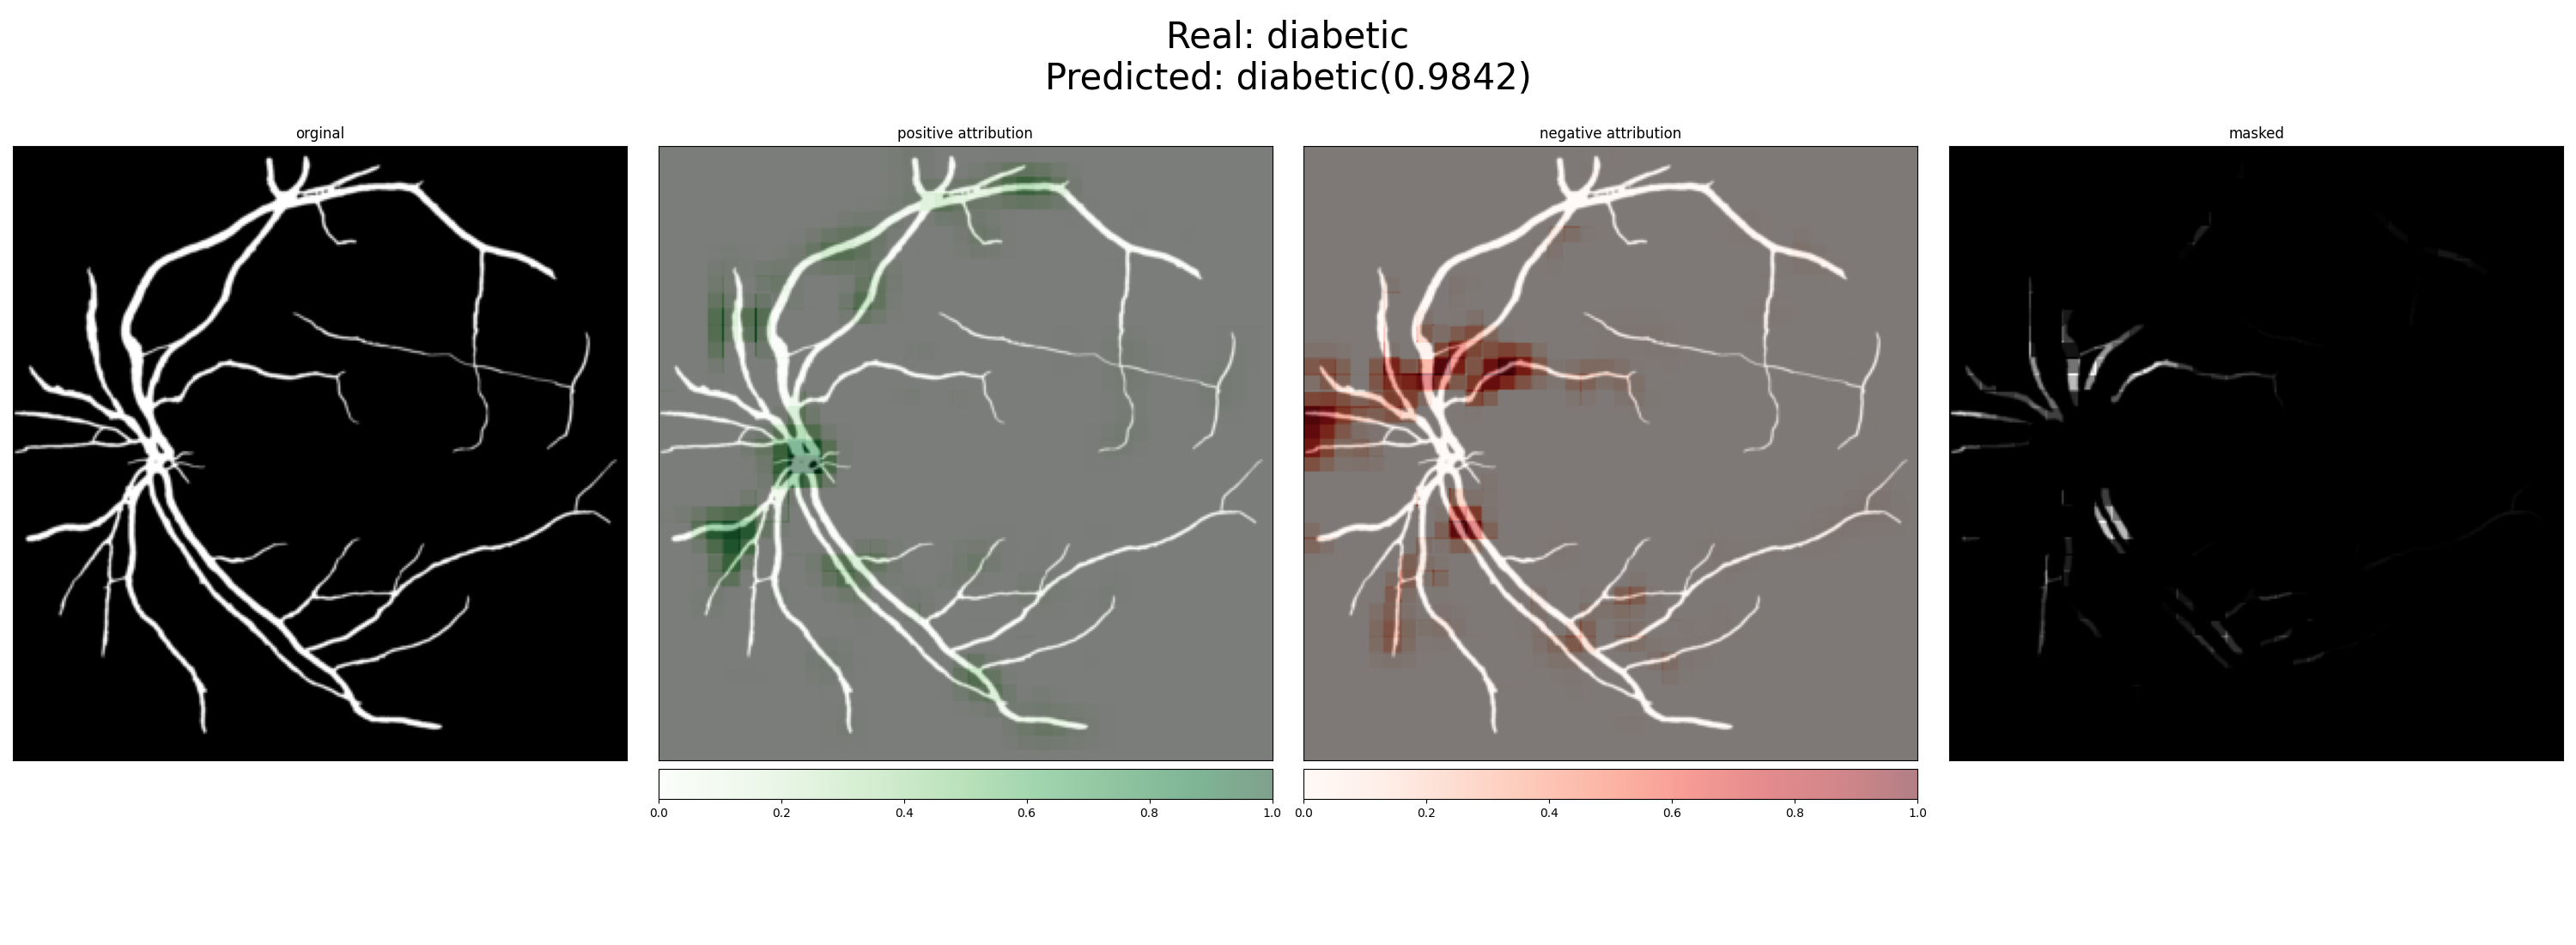 Real: diabetic
Predicted: diabetic(0.9842)
orginal
positive attribution
negative attribution
masked
0.0 0.2 0.4 0.6 0.8 1.0
0.0 0.2 0.4 0.6 0.8 1.0